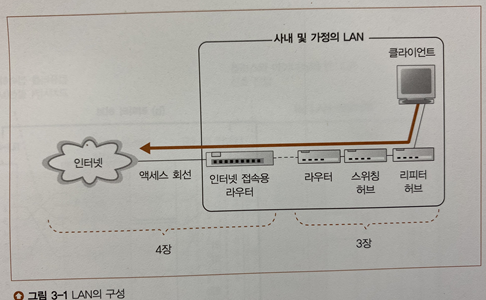 사내 및 가정의 LAN
클라이언트
인터넷
액세스 회선
인터넷 접속용
라우터
라우터
스위칭
허브
리피터
허브
4장
3장
그림 3-1 LAN의 구성